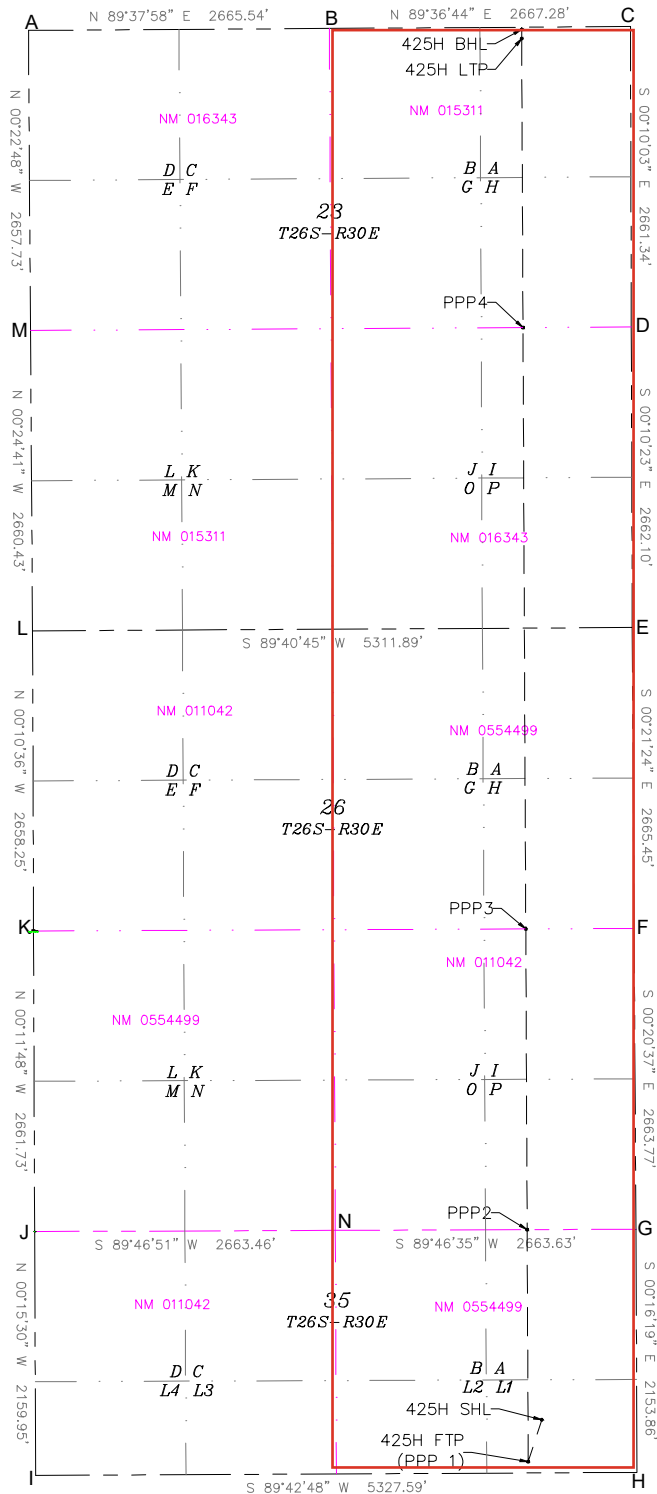 A
N 89°37'58" E 2665.54'
B
N 89°36'44" E 2667.28'
C
425H BHL
425H LTP
N 00°22'48" W 2657.73'
NM 016343
NM 015311
S 00°10'03" E 2661.34'
D C
E F
B A
G H
23
T26S-R30E
PPP4
M
D
N 00°24'41" W 2660.43'
S 00°10'23" E 2662.10'
L K
M N
J I
O P
NM 015311
NM 016343
L
E
S 89°40'45" W 5311.89'
N 00°10'36" W 2658.25'
NM 011042
NM 0554499
S 00°21'24" E 2665.45'
D C
E F
B A
G H
26
T26S-R30E
PPP3
K
F
NM 011042
NM 0554499
N 00°11'48" W 2661.73'
S 00°20'37" E 2663.77'
L K
M N
J I
O P
PPP2
J
N
G
S 89°46'51" W 2663.46'
S 89°46'35" W 2663.63'
N 00°15'30" W 2159.95'
S 00°16'19" E 2153.86'
NM 011042
NM 0554499
35
T26S-R30E
D C
L4 L3
B A
L2 L1
425H SHL
425H FTP
(PPP 1)
I
H
S 89°42'48" W 5327.59'